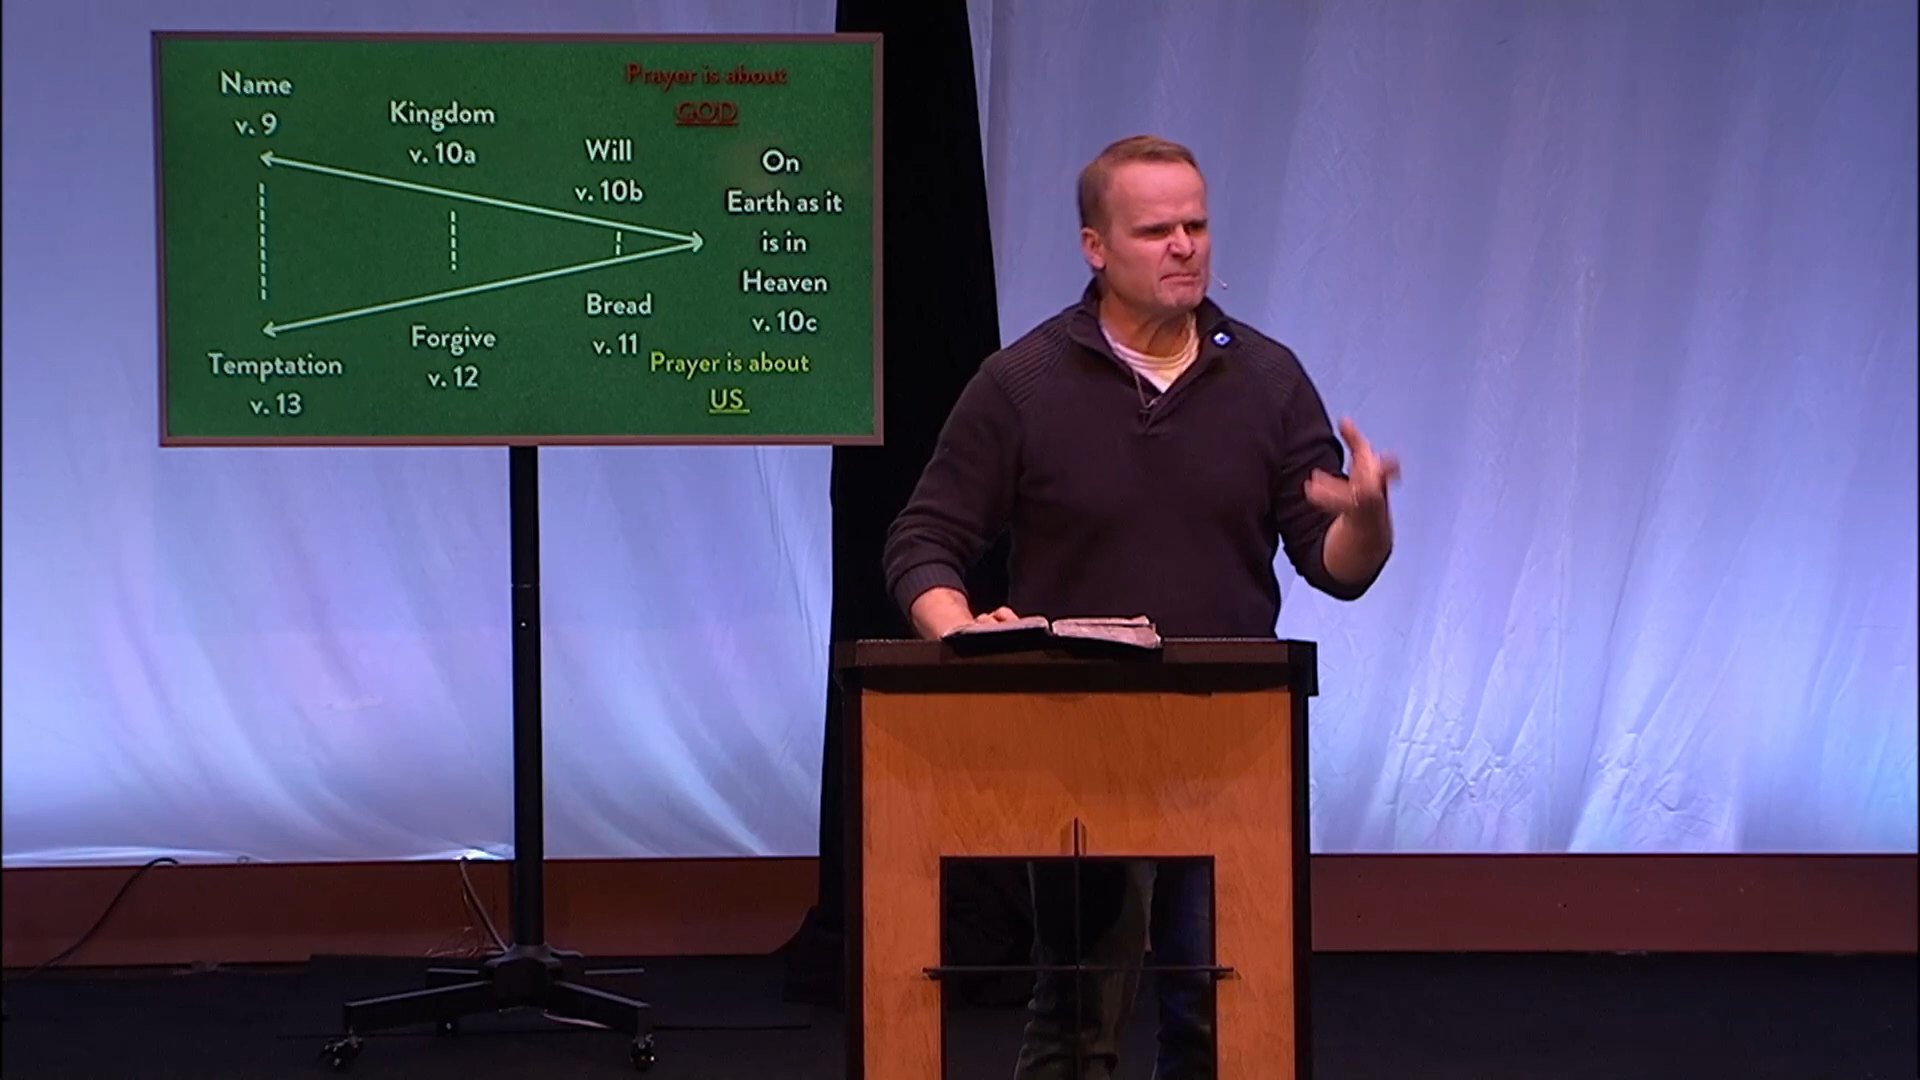 Name
v. 9
Kingdom
v. 10a
Will
v. 10b
Prayer is about
GOD
On
Earth as it
is in
Heaven
v. 10c
Temptation
v. 13
Forgive
v. 12
Bread
v. 11
Prayer is about
US